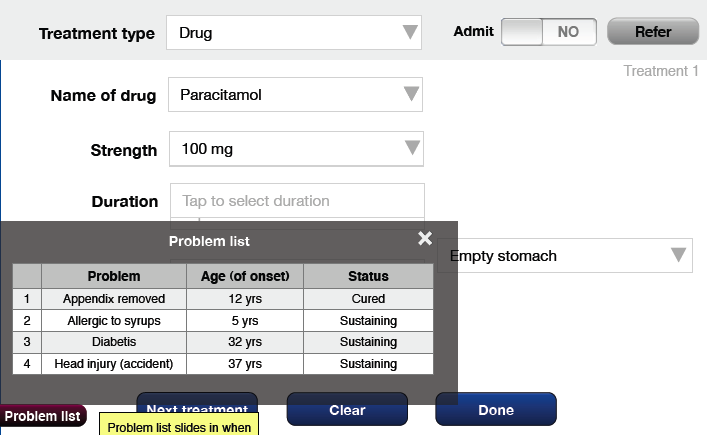 Treatment type Drug Admit NO Refer
Treatment 1
Name of drug Paracitamol
Strength 100 mg
Duration Tap to select duration
Problem list
Empty stomach
Problem Age (of onset) Status
1 Appendix removed 12 yrs Cured
2 Allergic to syrups 5 yrs Sustaining
3 Diabetis 32 yrs Sustaining
4 Head injury (accident) 37 yrs Sustaining
Problem list Next treatment Clear Done
Problem list slides in when